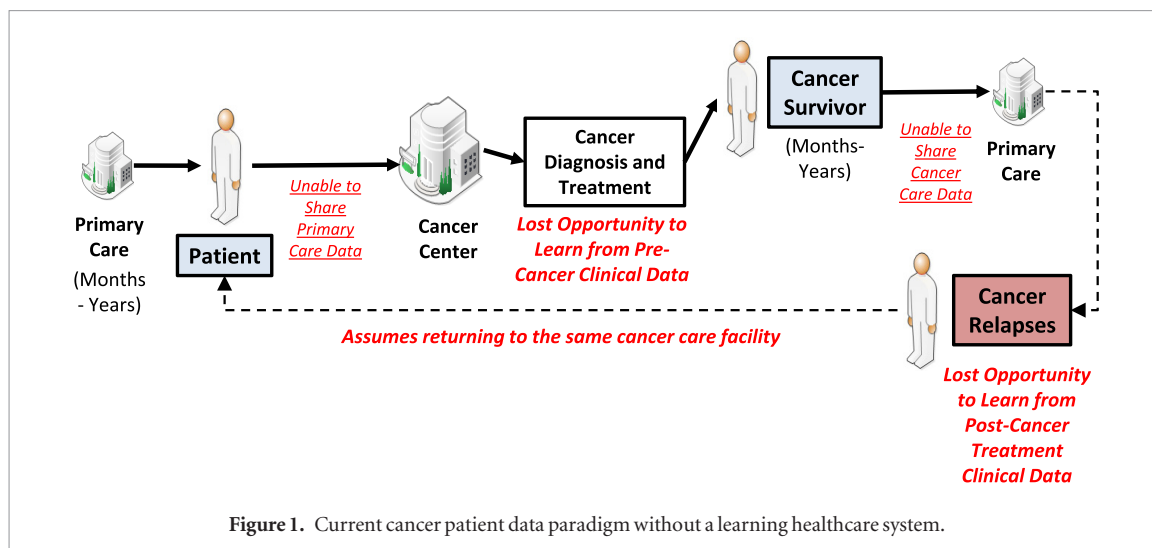 Primary
Care
(Months
- Years)
Patient
Unable to
Share
Primary
Care Data
Cancer
Center
Cancer
Diagnosis and
Treatment
Lost Opportunity to
Learn from Pre-
Cancer Clinical Data
Cancer
Survivor
(Months-
Years)
Unable to
Share
Cancer
Care Data
Primary
Care
Cancer
Relapses
Lost Opportunity
to Learn from
Post-Cancer
Treatment
Clinical Data
Assumes returning to the same cancer care facility
Figure 1. Current cancer patient data paradigm without a learning healthcare system.